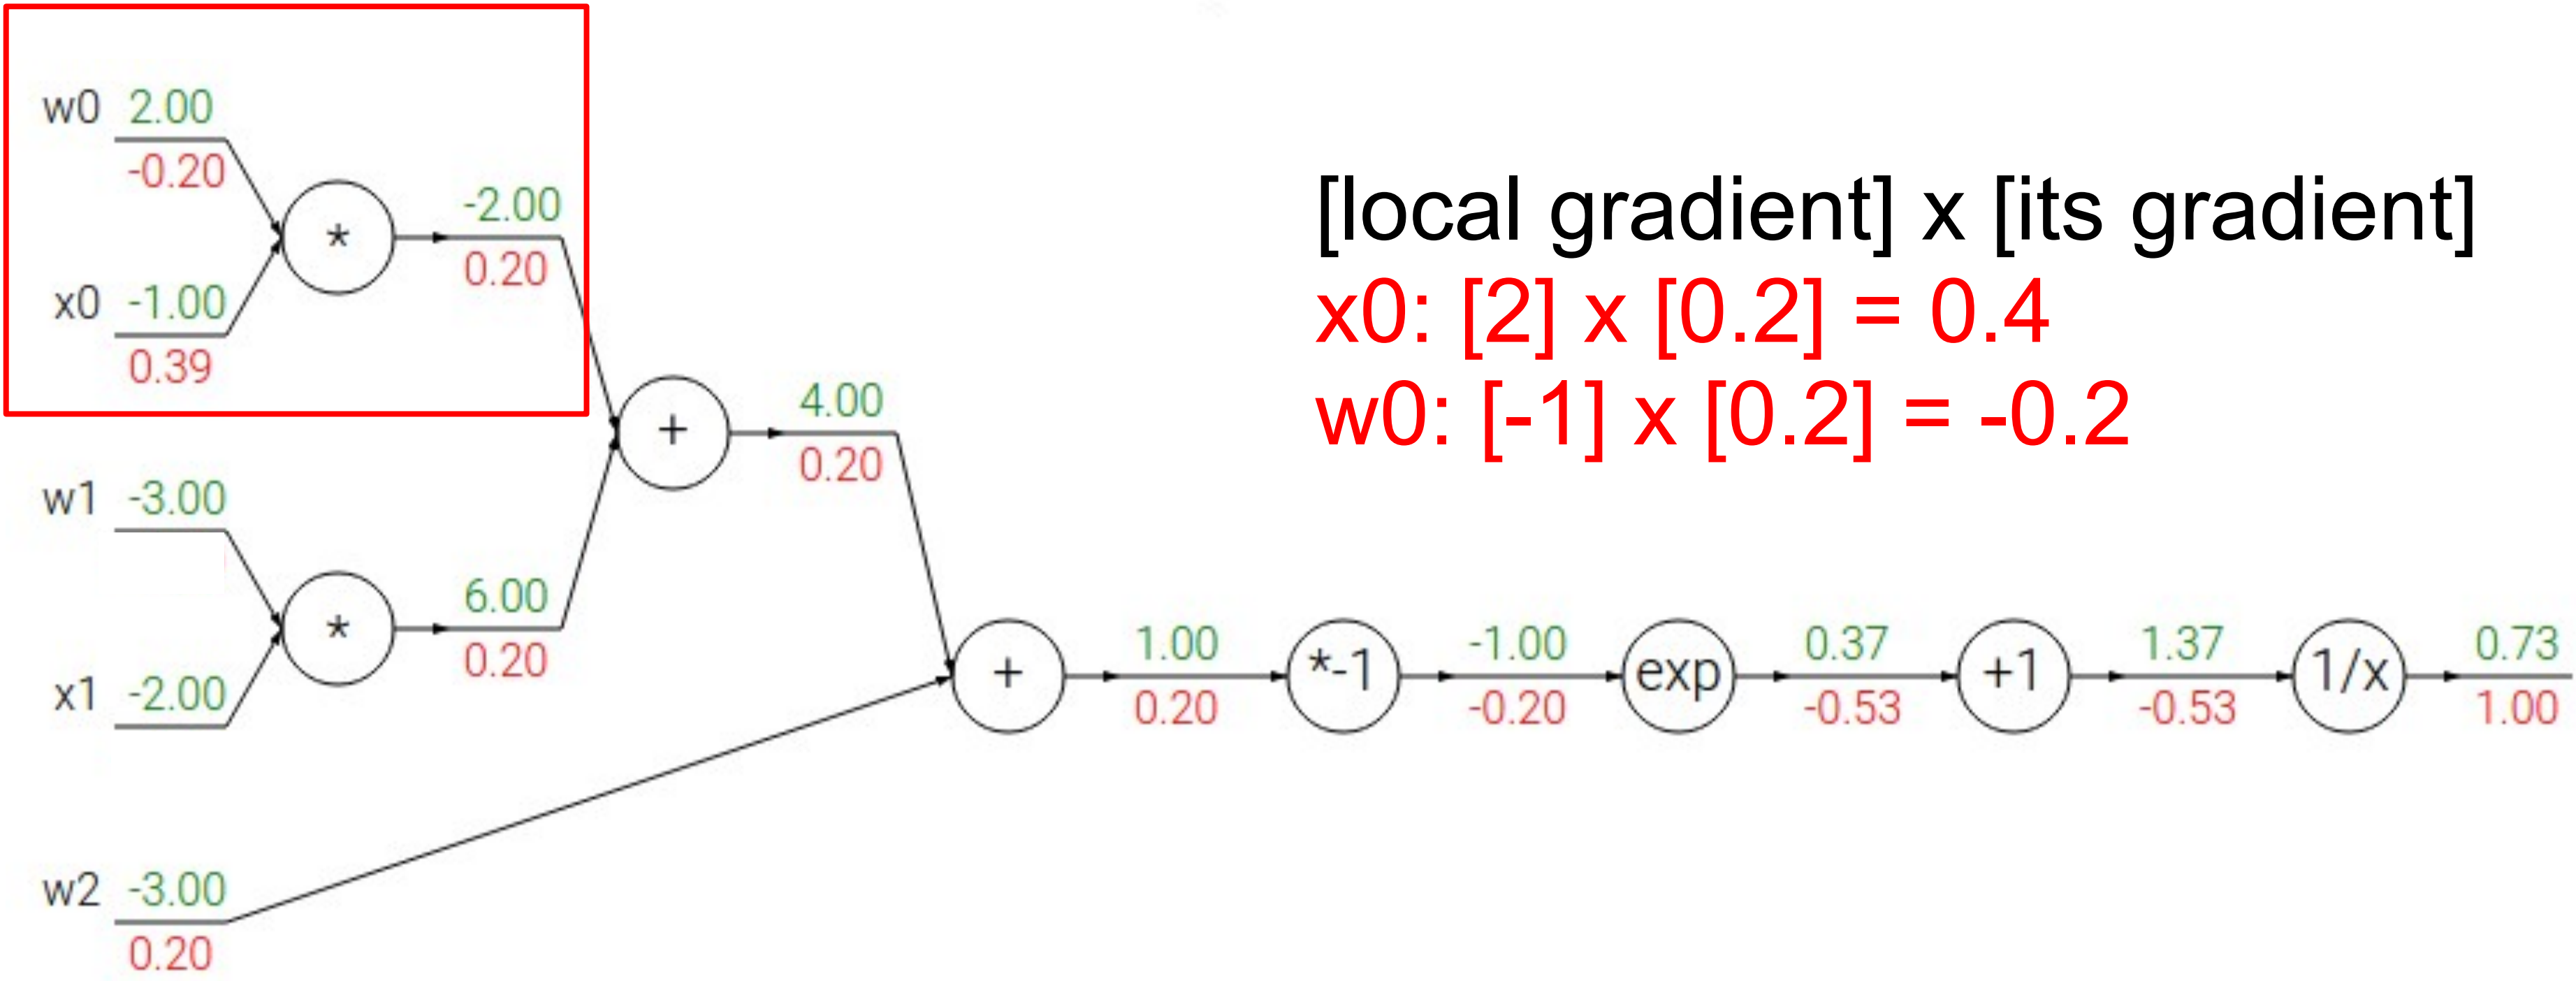 w0 2.00
-0.20
*
-2.00
0.20
x0 -1.00
0.39
[local gradient] x [its gradient]
x0: [2] x [0.2] = 0.4
w0: [-1] x [0.2] = -0.2
+
4.00
0.20
w1 -3.00
*
6.00
0.20
x1 -2.00
w2 -3.00
0.20
+
1.00
0.20
*-1
-1.00
-0.20
exp
0.37
-0.53
+1
1.37
-0.53
1/x
0.73
1.00